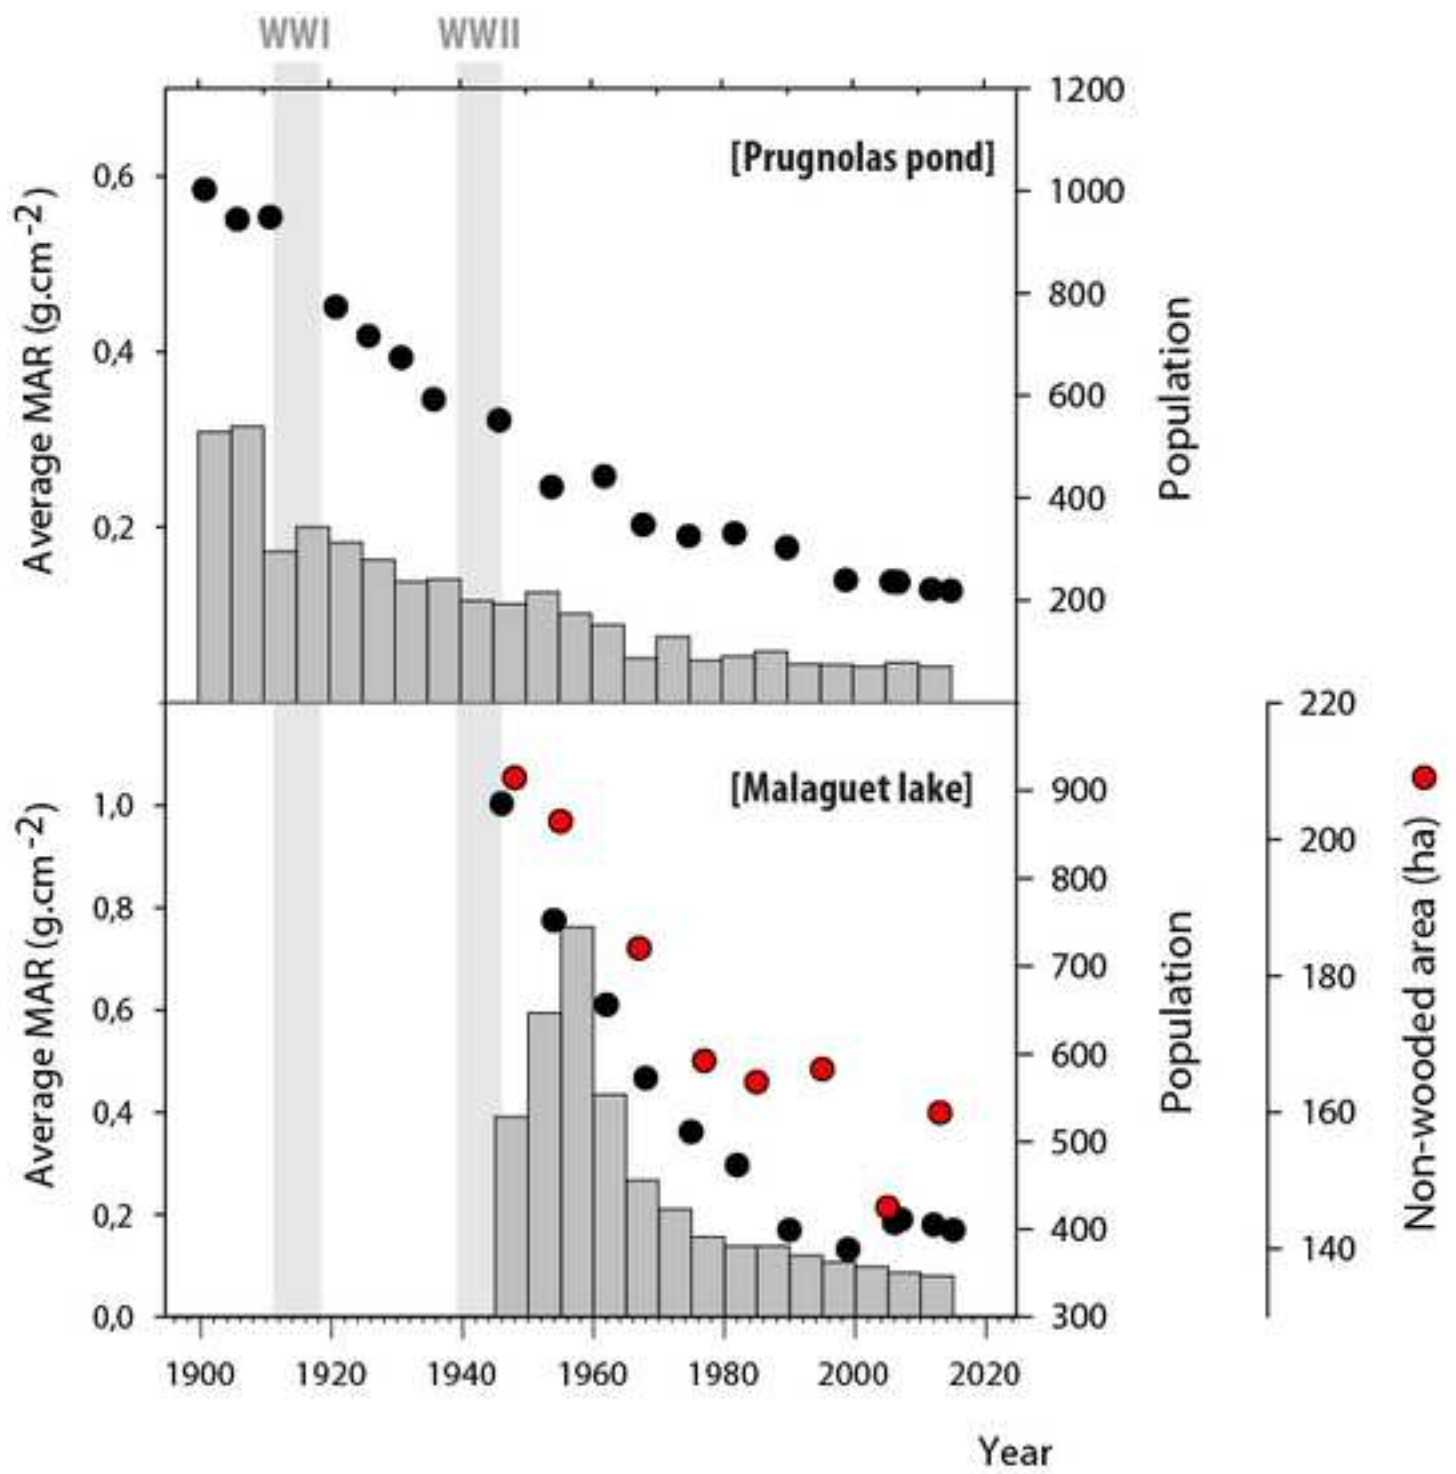 WWI WWII
[Prugnolas pond]
Average MAR (g.cm-2)
0,6
0,4
0,2
1200
1000
800
600
400
200
Population
[Malaguet lake]
Average MAR (g.cm-2)
1,0
0,8
0,6
0,4
0,2
0,0
900
800
700
600
500
400
300
Population
220
200
180
160
140
Non-wooded area (ha)
1900 1920 1940 1960 1980 2000 2020
Year